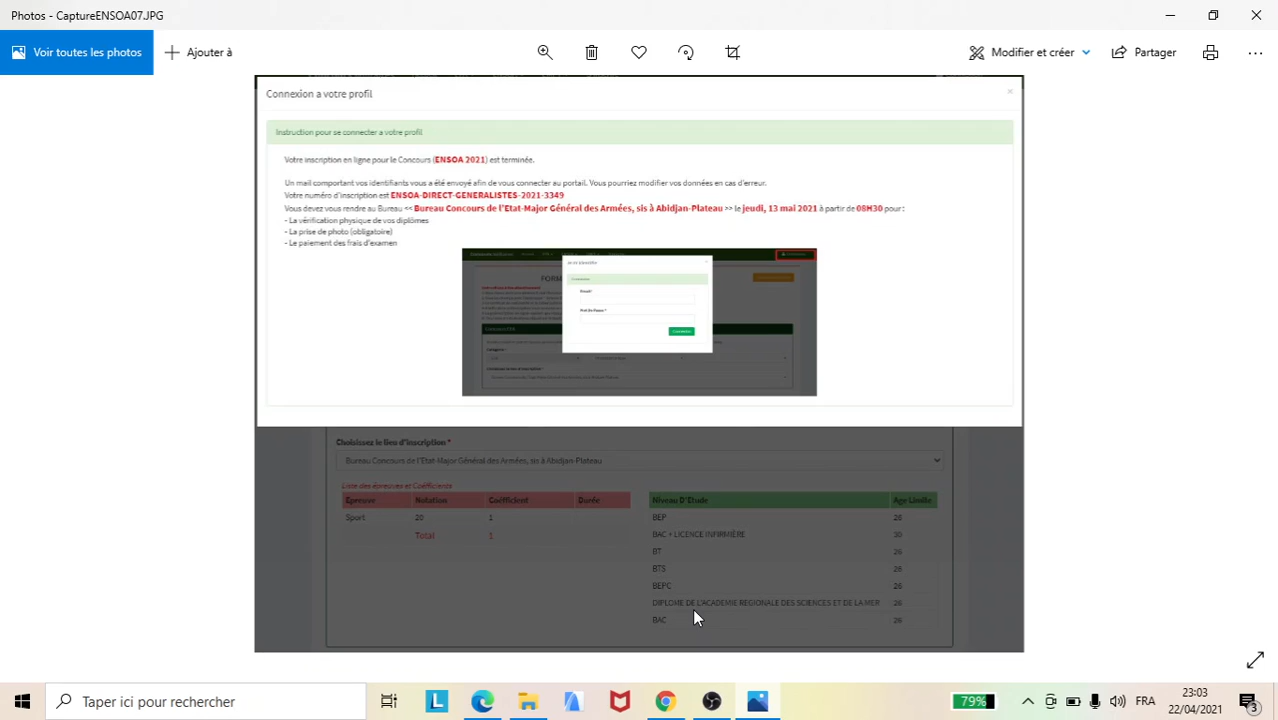 Photos - CaptureENSOA07.JPG
Voir toutes les photos
Ajouter à
Modifier et créer
Partager
Connexion a votre profil
Instruction pour se connecter a votre profil
Votre inscription en ligne pour le Concours (ENSOA 2021) est terminée.
Un mail comportant vos identifiants vous a été envoyé afin de vous connecter au portail. Vous pourriez modifier vos données en cas d'erreur.
Votre numéro d'inscription est ENSOA-DIRECT-GENERALISTES-2021-3349
Vous devez vous rendre au Bureau << Bureau Concours de l'Etat-Major Général des Armées, sis à Abidjan-Plateau >> le jeudi, 13 mai 2021 à partir de 08H30 pour :
- La vérification physique de vos diplômes
- La prise de photo (obligatoire)
- Le paiement des frais d'examen
Choisissez le lieu d'inscription *
Bureau Concours de l'Etat-Major Général des Armées, sis à Abidjan-Plateau
Liste des épreuves et Coéfficients
Epreuve Notation Coéfficient Durée
Sport 20 1
Total 1
Niveau D'Etude Age Limite
BEP 26
BAC + LICENCE INFIRMIÈRE 30
BT 26
BTS 26
BEPC 26
DIPLOME DE L'ACADEMIE REGIONALE DES SCIENCES ET DE LA MER 26
BAC 26
Taper ici pour rechercher
79%
FRA
23:03
22/04/2021
3